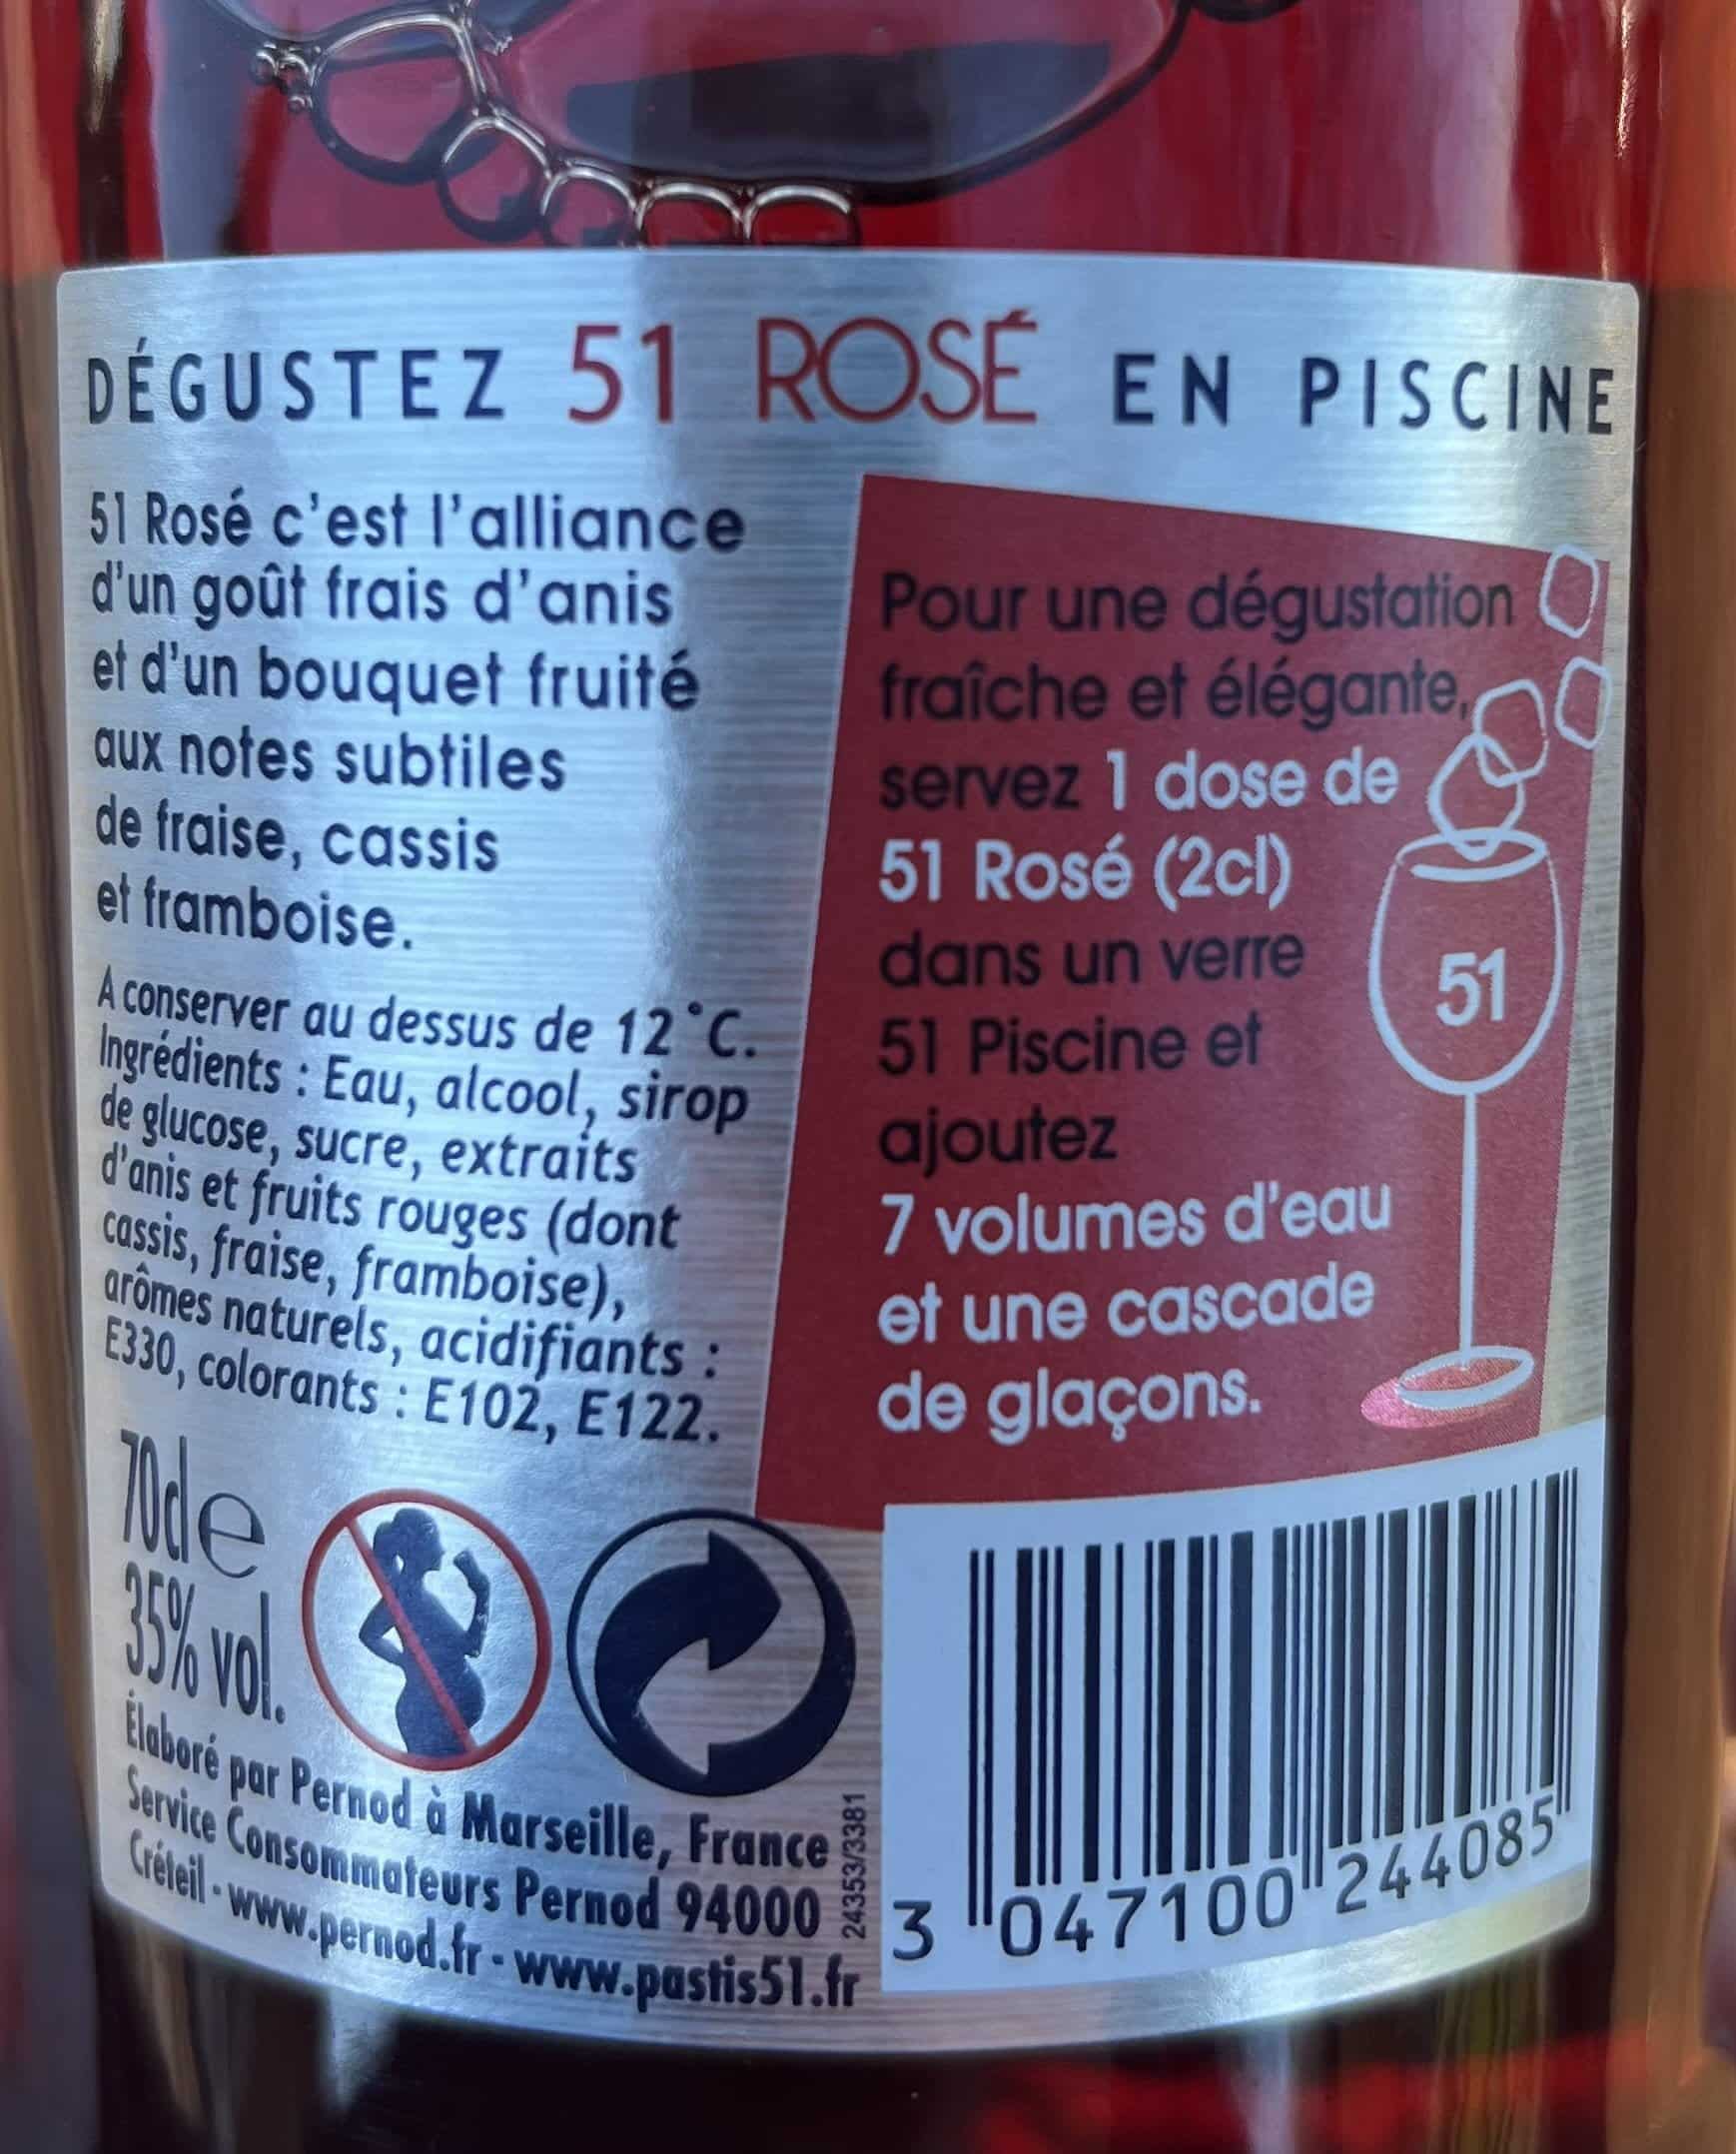 DÉGUSTEZ 51 ROSÉ EN PISCINE
51 Rosé c'est l'alliance
d'un goût frais d'anis
et d'un bouquet fruité
aux notes subtiles
de fraise, cassis
et framboise.
A conserver au dessus de 12°C.
Ingrédients : Eau, alcool, sirop
de glucose, sucre, extraits
d'anis et fruits rouges (dont
cassis, fraise, framboise),
arômes naturels, acidifiants :
E330, colorants : E102, E122.
70cl e
35% vol.
Élaboré par Pernod à Marseille, France
Service Consommateurs Pernod 94000
Créteil - www.pernod.fr - www.pastis51.fr
24353/3381
Pour une dégustation
fraîche et élégante,
servez 1 dose de
51 Rosé (2cl)
dans un verre
51 Piscine et
ajoutez
7 volumes d'eau
et une cascade
de glaçons.
51
3 047100 244085